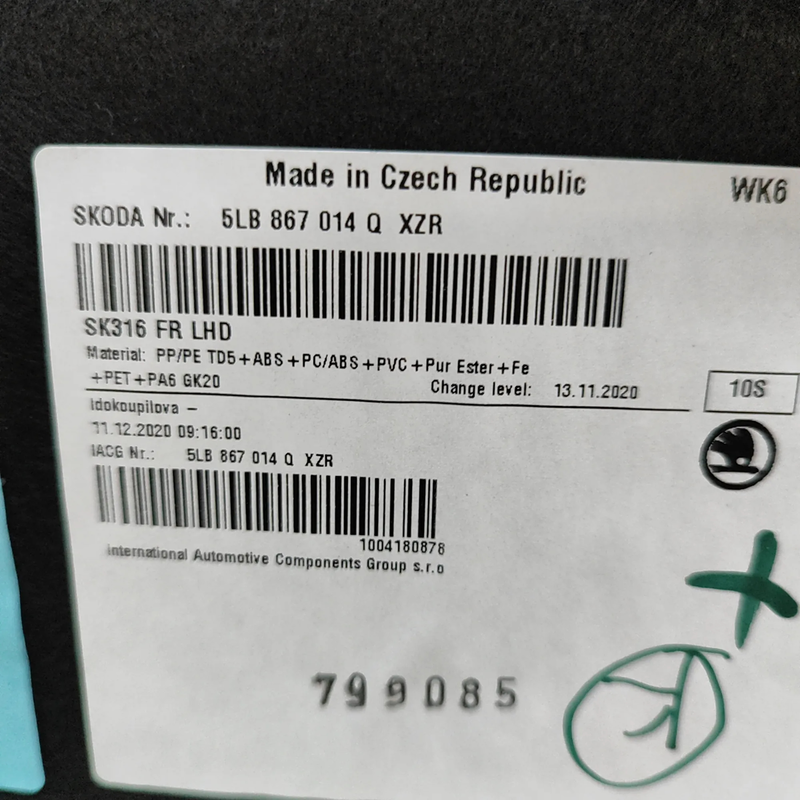 Made in Czech Republic
WK6
SKODA Nr.: 5LB 867 014 Q XZR
SK316 FR LHD
Material: PP/PE TD5+ABS+PC/ABS+PVC+Pur Ester+Fe
+PET+PA6 GK20
Change level: 13.11.2020
10S
idokoupilova –
11.12.2020 09:16:00
IACG Nr.: 5LB 867 014 Q XZR
1004180878
International Automotive Components Group s.r.o
799085